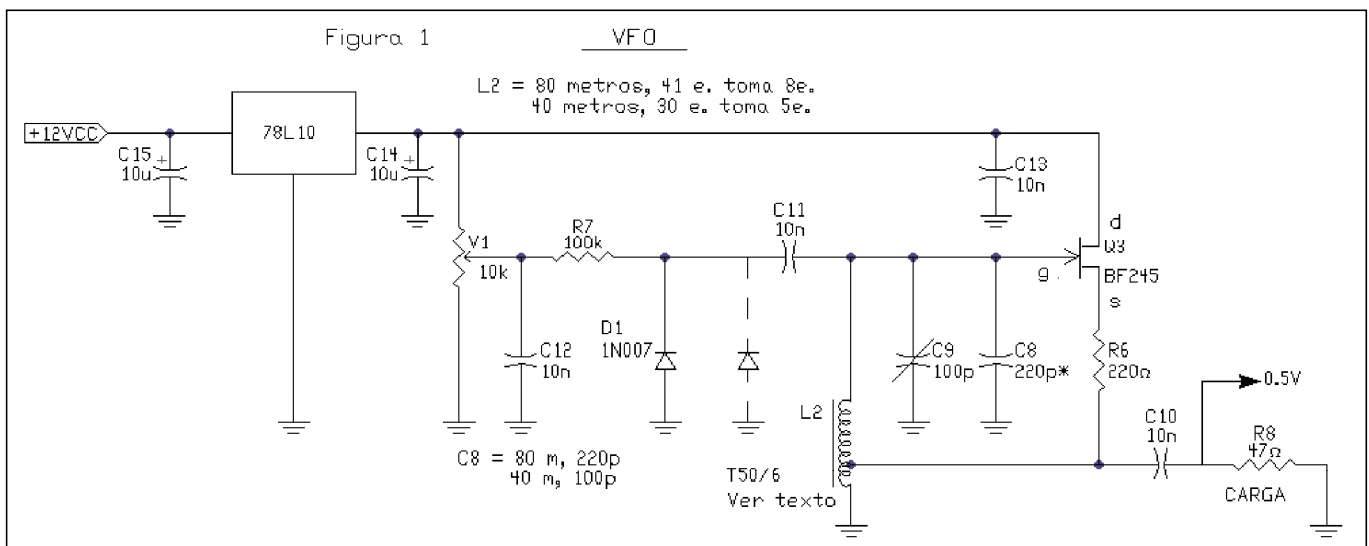 Figura 1
VFO
L2 = 80 metros, 41 e. toma 8e.
40 metros, 30 e. toma 5e.
+12VCC
78L10
C15
+
10u
C14
+
10u
C13
10n
V1
10k
R7
100k
C11
10n
d
Q3
g.
BF245
s
C12
10n
D1
1N007
C9
100p
C8
220p*
R6
220Ω
0.5V
L2
C10
10n
R8
47Ω
C8 = 80 m, 220p
40 m, 100p
T50/6
Ver texto
CARGA